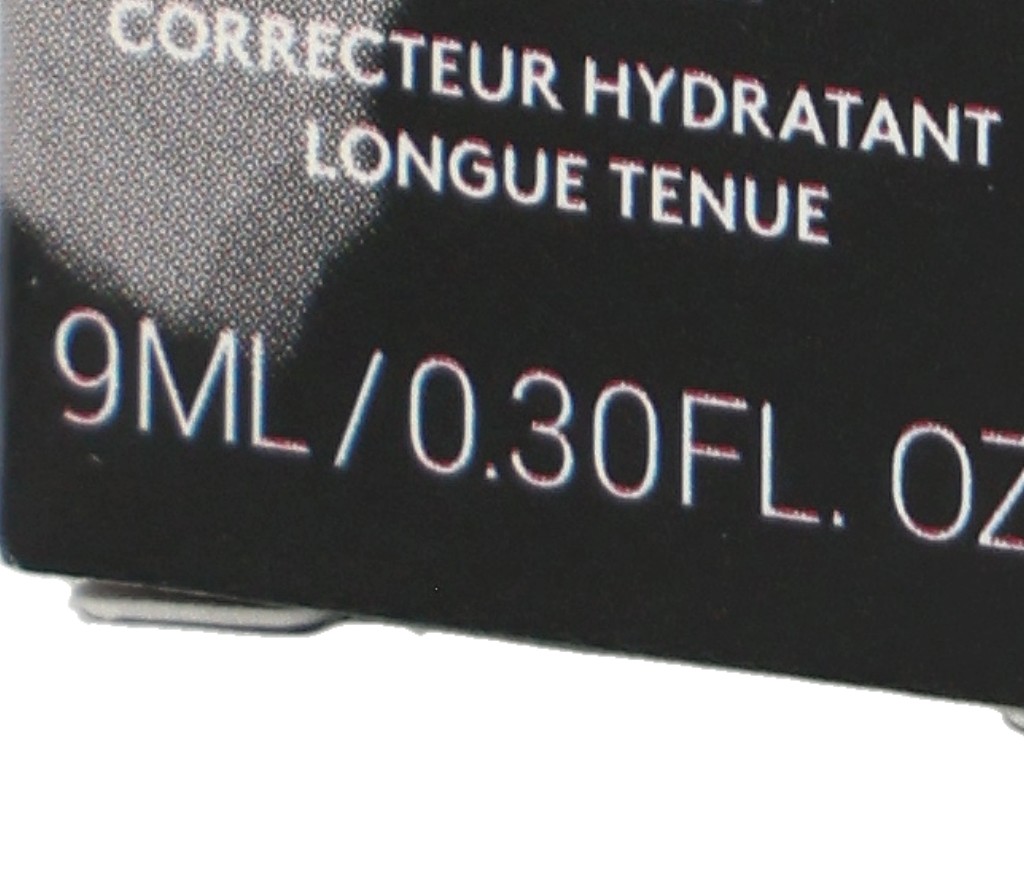 CORRECTEUR HYDRATANT
LONGUE TENUE
9ML / 0.30FL. OZ